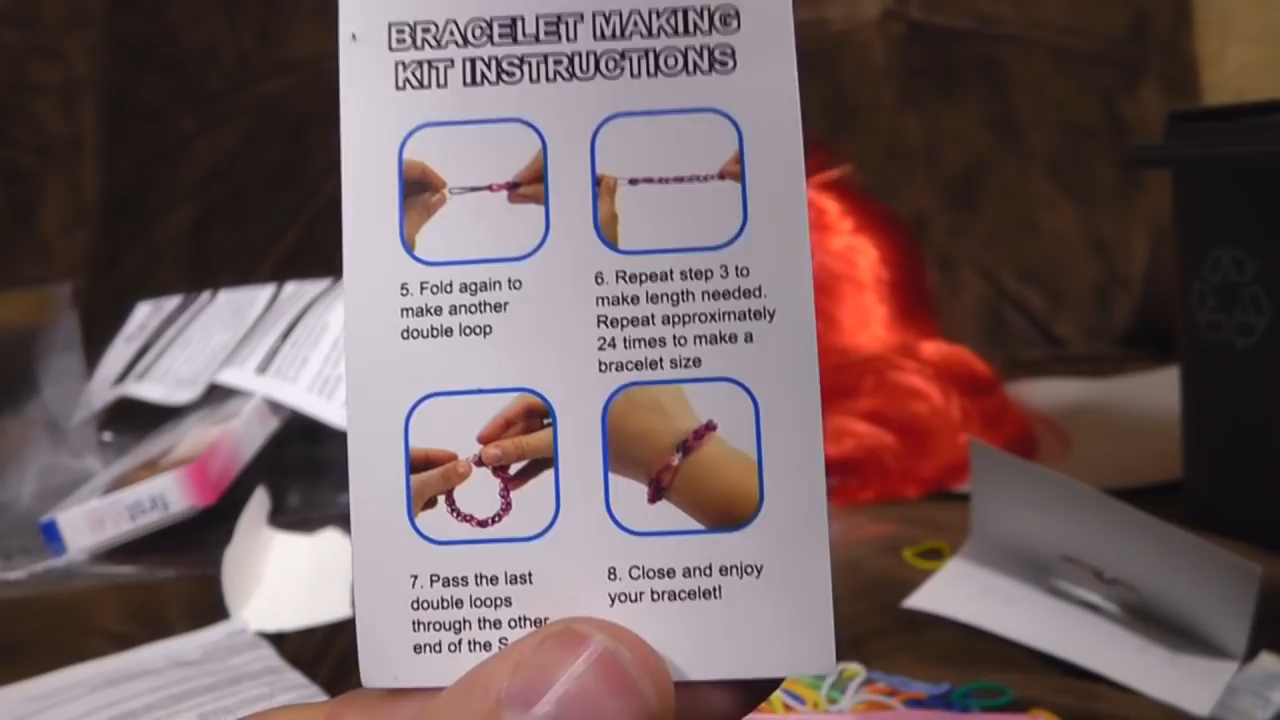 BRACELET MAKING
KIT INSTRUCTIONS
5. Fold again to
make another
double loop
6. Repeat step 3 to
make length needed.
Repeat approximately
24 times to make a
bracelet size
7. Pass the last
double loops
through the other
end of the S
8. Close and enjoy
your bracelet!
first